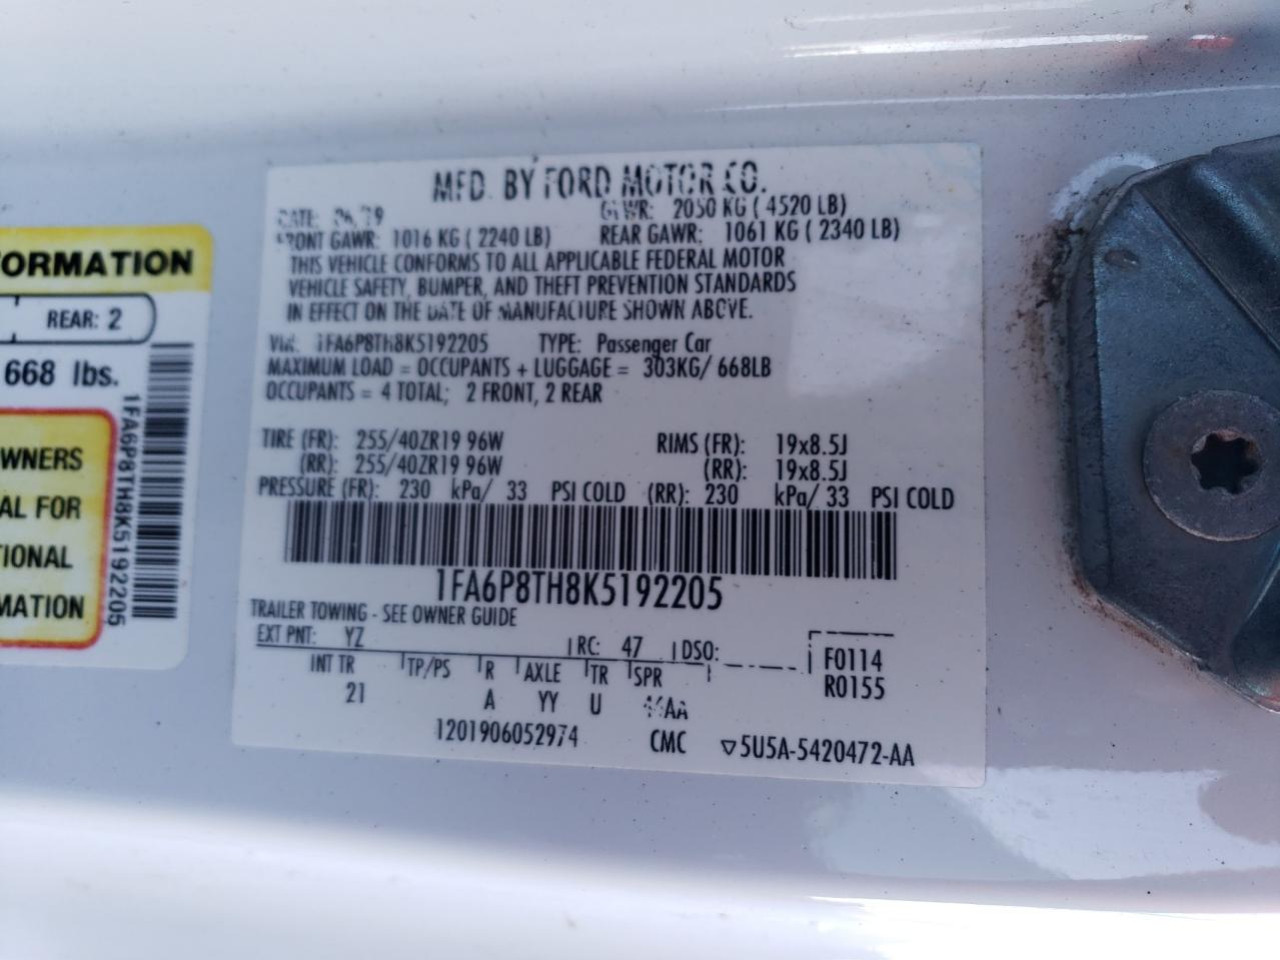 ORMATION
REAR: 2
668 lbs.
WNERS
AL FOR
TIONAL
MATION
1FA6P8TH8K5192205
MFD. BY FORD MOTOR CO.
DATE: 06/19 GVWR: 2050 KG ( 4520 LB)
FRONT GAWR: 1016 KG ( 2240 LB) REAR GAWR: 1061 KG ( 2340 LB)
THIS VEHICLE CONFORMS TO ALL APPLICABLE FEDERAL MOTOR
VEHICLE SAFETY, BUMPER, AND THEFT PREVENTION STANDARDS
IN EFFECT ON THE DATE OF MANUFACTURE SHOWN ABOVE.
VIN: 1FA6P8TH8K5192205 TYPE: Passenger Car
MAXIMUM LOAD = OCCUPANTS + LUGGAGE = 303KG/ 668LB
OCCUPANTS = 4 TOTAL; 2 FRONT, 2 REAR
TIRE (FR): 255/40ZR19 96W RIMS (FR): 19x8.5J
(RR): 255/40ZR19 96W (RR): 19x8.5J
PRESSURE (FR): 230 kPa/ 33 PSI COLD (RR): 230 kPa/ 33 PSI COLD
1FA6P8TH8K5192205
TRAILER TOWING - SEE OWNER GUIDE
EXT PNT: YZ RC: 47 DSO: F0114
INT TR TP/PS R AXLE TR SPR R0155
21 A YY U AA
1201906052974 CMC 5U5A-5420472-AA